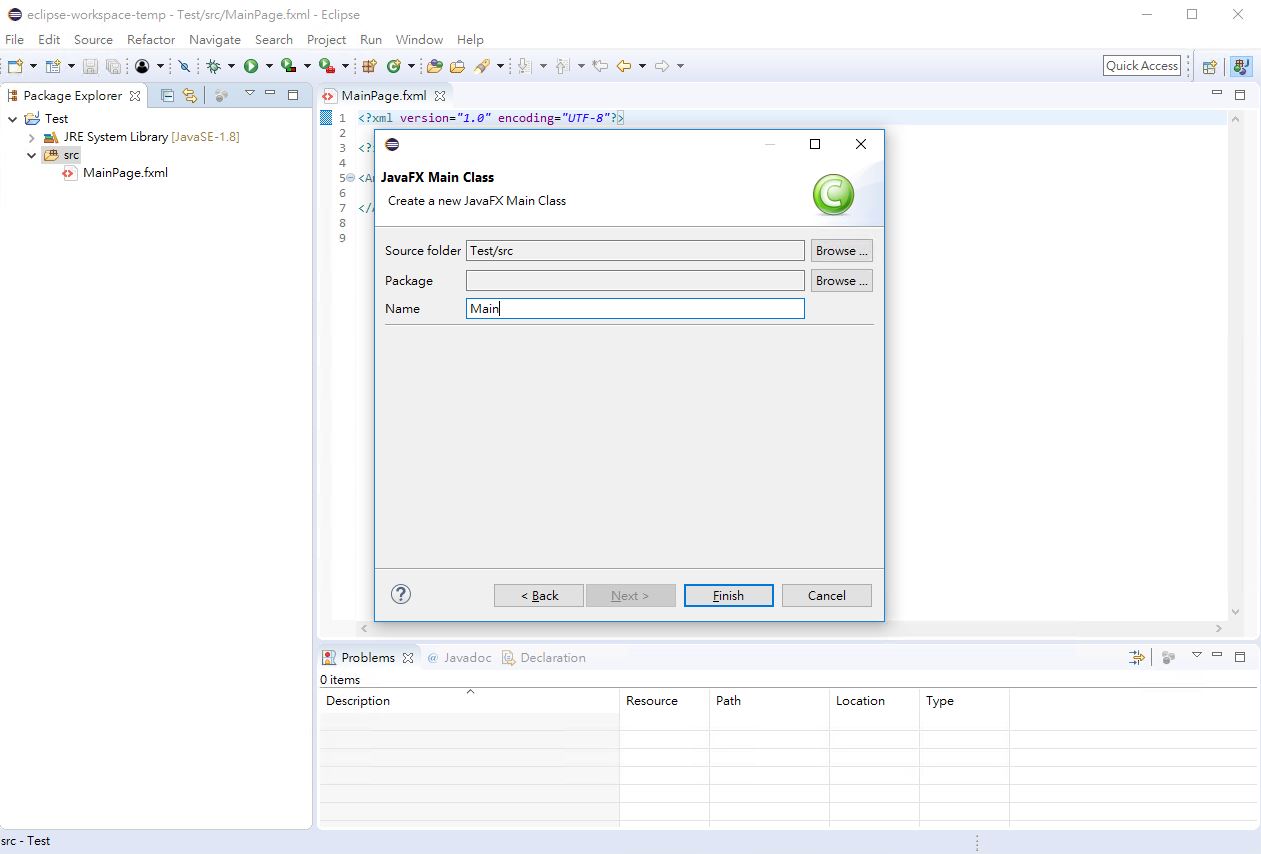 eclipse-workspace-temp - Test/src/MainPage.fxml - Eclipse
File Edit Source Refactor Navigate Search Project Run Window Help
Quick Access
Package Explorer
Test
JRE System Library [JavaSE-1.8]
src
MainPage.fxml
MainPage.fxml
1 <?xml version="1.0" encoding="UTF-8"?>
2
3 <?
4
5 <A
6
7 </
8
9
JavaFX Main Class
Create a new JavaFX Main Class
Source folder Test/src Browse ...
Package Browse ...
Name Main
? < Back Next > Finish Cancel
Problems @ Javadoc Declaration
0 items
Description Resource Path Location Type
src - Test